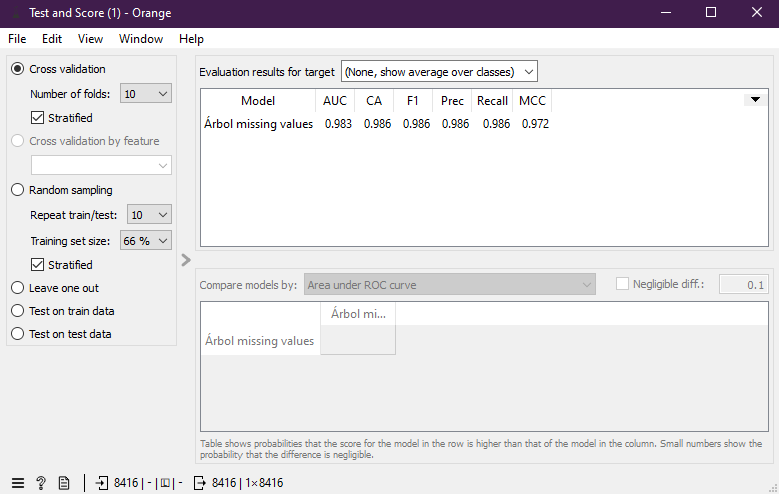 Test and Score (1) - Orange
File Edit View Window Help
Cross validation
Number of folds: 10
Stratified
Cross validation by feature
Random sampling
Repeat train/test: 10
Training set size: 66 %
Stratified
Leave one out
Test on train data
Test on test data
Evaluation results for target (None, show average over classes)
Model AUC CA F1 Prec Recall MCC
Árbol missing values 0.983 0.986 0.986 0.986 0.986 0.972
Compare models by: Area under ROC curve Negligible diff.: 0.1
Árbol mi...
Árbol missing values
Table shows probabilities that the score for the model in the row is higher than that of the model in the column. Small numbers show the
probability that the difference is negligible.
? 8416 | - | - 8416 | 1×8416